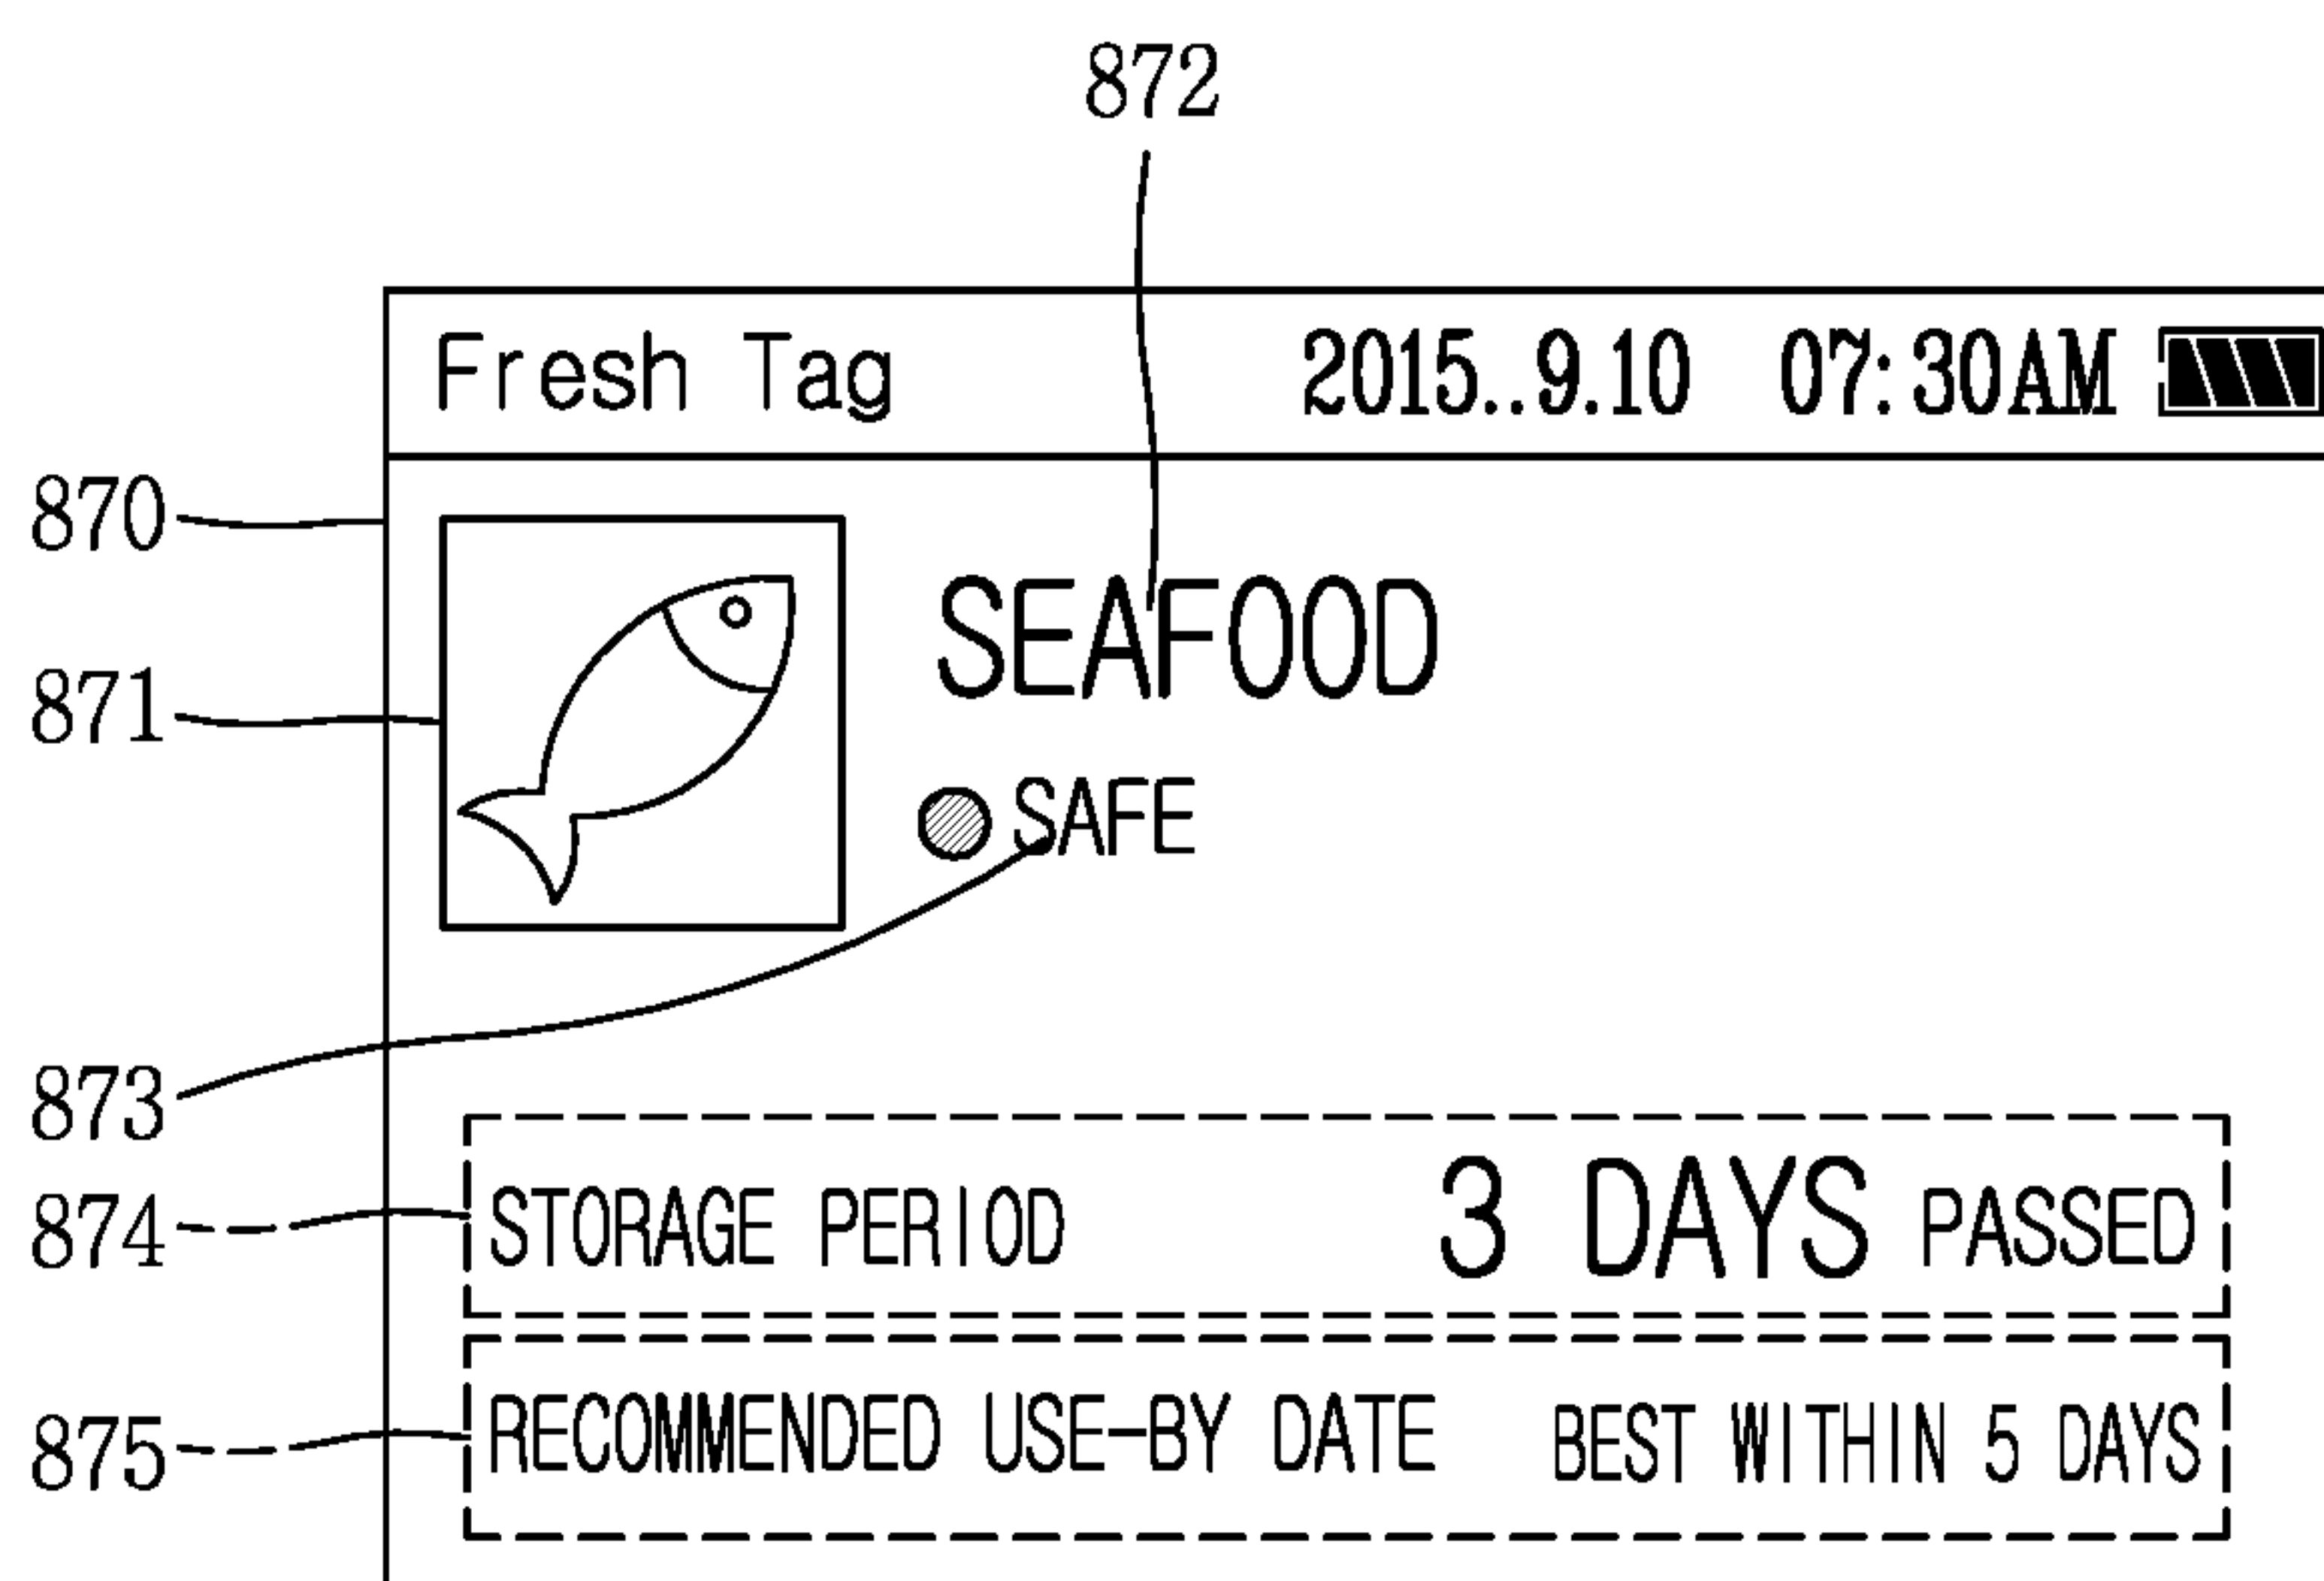 872
Fresh Tag 2015..9.10 07:30AM
870
SEAFOOD
871
SAFE
873
STORAGE PERIOD 3 DAYS PASSED
874
RECOMMENDED USE-BY DATE BEST WITHIN 5 DAYS
875